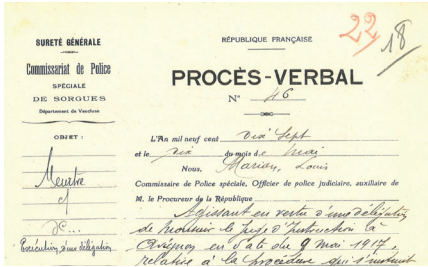 SURETÉ GÉNÉRALE
Commissariat de Police
SPÉCIALE
DE SORGUES
Département de Vaucluse
OBJET :
Meurtre
Exécution d'une délégation
RÉPUBLIQUE FRANÇAISE
22
18
PROCÈS-VERBAL
N° 46
L'An mil neuf cent dix sept
et le dix du mois de mai
Nous, Marion, Louis
Commissaire de Police spéciale, Officier de police judiciaire, auxiliaire de
M. le Procureur de la République
Agissant en vertu d'une délégation
de Monsieur le Juge d'instruction à
Avignon en date du 9 mai 1917,
relative à la procédure qui s'instruit